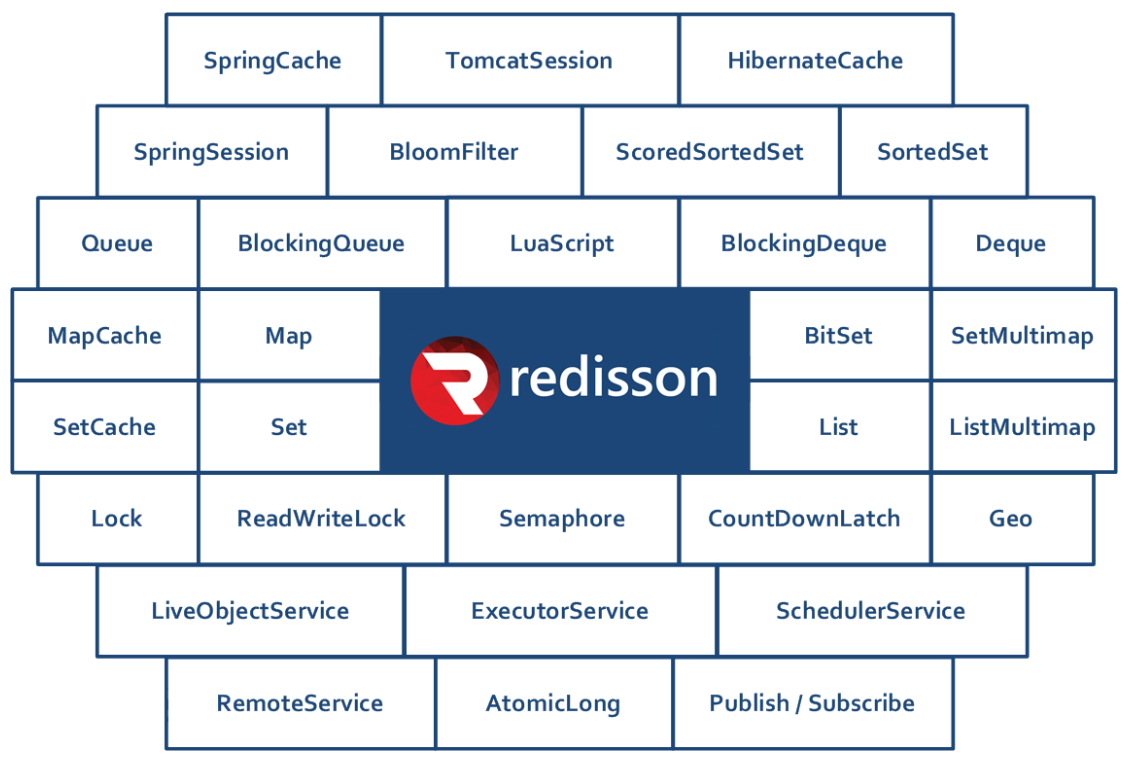 SpringCache TomcatSession HibernateCache
SpringSession BloomFilter ScoredSortedSet SortedSet
Queue BlockingQueue LuaScript BlockingDeque Deque
MapCache Map BitSet SetMultimap
redisson
SetCache Set List ListMultimap
Lock ReadWriteLock Semaphore CountDownLatch Geo
LiveObjectService ExecutorService SchedulerService
RemoteService AtomicLong Publish / Subscribe